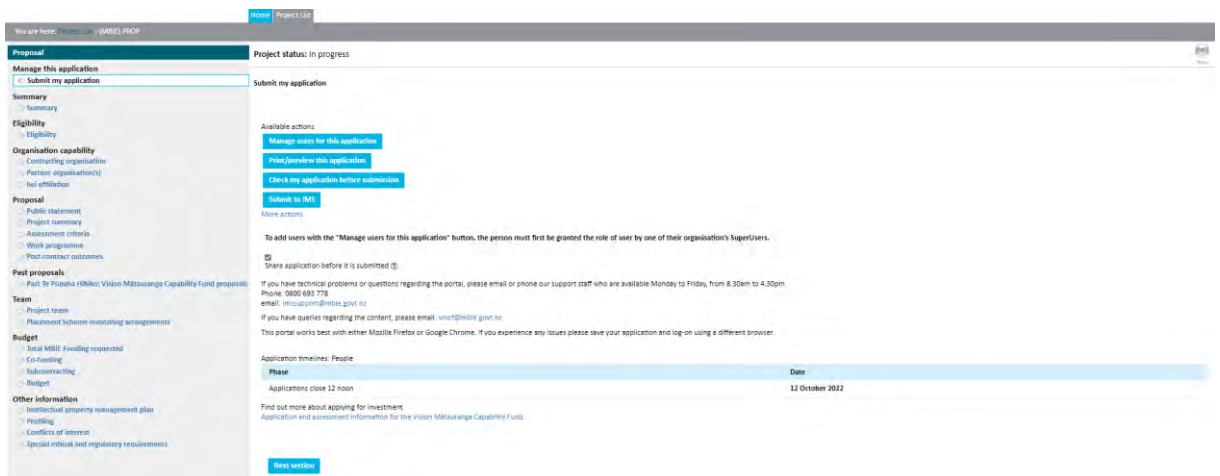 Home Project List
You are here: Project List (MBIE) PROP
Proposal
Manage this application
Submit my application
Summary
Summary
Eligibility
Eligibility
Organisation capability
Contracting organisation
Partner organisation(s)
Iwi affiliation
Proposal
Public statement
Project summary
Assessment criteria
Work programme
Post-contract outcomes
Past proposals
Past Te Pūnaha Hihiko: Vision Mātauranga Capability Fund proposals
Team
Project team
Placement Scheme mentoring arrangements
Budget
Total MBIE Funding requested
Co-funding
Subcontracting
Budget
Other information
Intellectual property management plan
Profiling
Conflicts of interest
Special ethical and regulatory requirements
Project status: In progress
Submit my application
Available actions
Manage users for this application
Print/preview this application
Check my application before submission
Submit to IMS
More actions
To add users with the "Manage users for this application" button, the person must first be granted the role of user by one of their organisation's SuperUsers.
Share application before it is submitted
If you have technical problems or questions regarding the portal, please email or phone our support staff who are available Monday to Friday, from 8.30am to 4.30pm.
Phone: 0800 693 778
email: imssupport@mbie.govt.nz
If you have queries regarding the content, please email: vmcf@mbie.govt.nz
This portal works best with either Mozilla Firefox or Google Chrome. If you experience any issues please save your application and log-on using a different browser.
Application timelines: People
Phase Date
Applications close 12 noon 12 October 2022
Find out more about applying for investment
Application and assessment information for the Vision Mātauranga Capability Fund
Next section